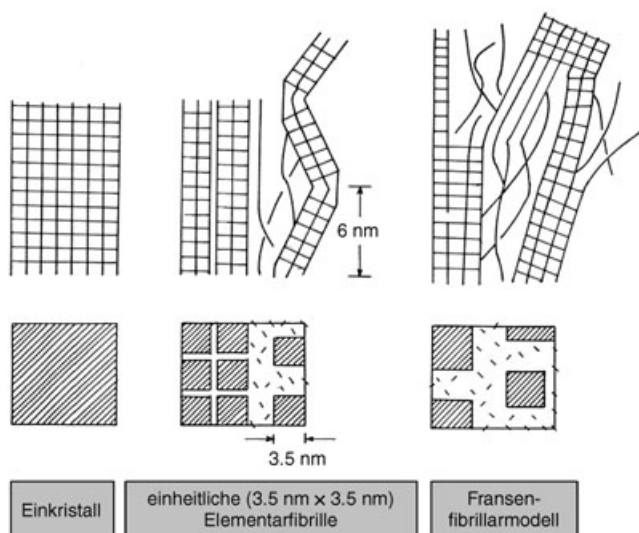 6 nm
3.5 nm
Einkristall
einheitliche (3.5 nm × 3.5 nm)
Elementarfibrille
Fransen-
fibrillarmodell